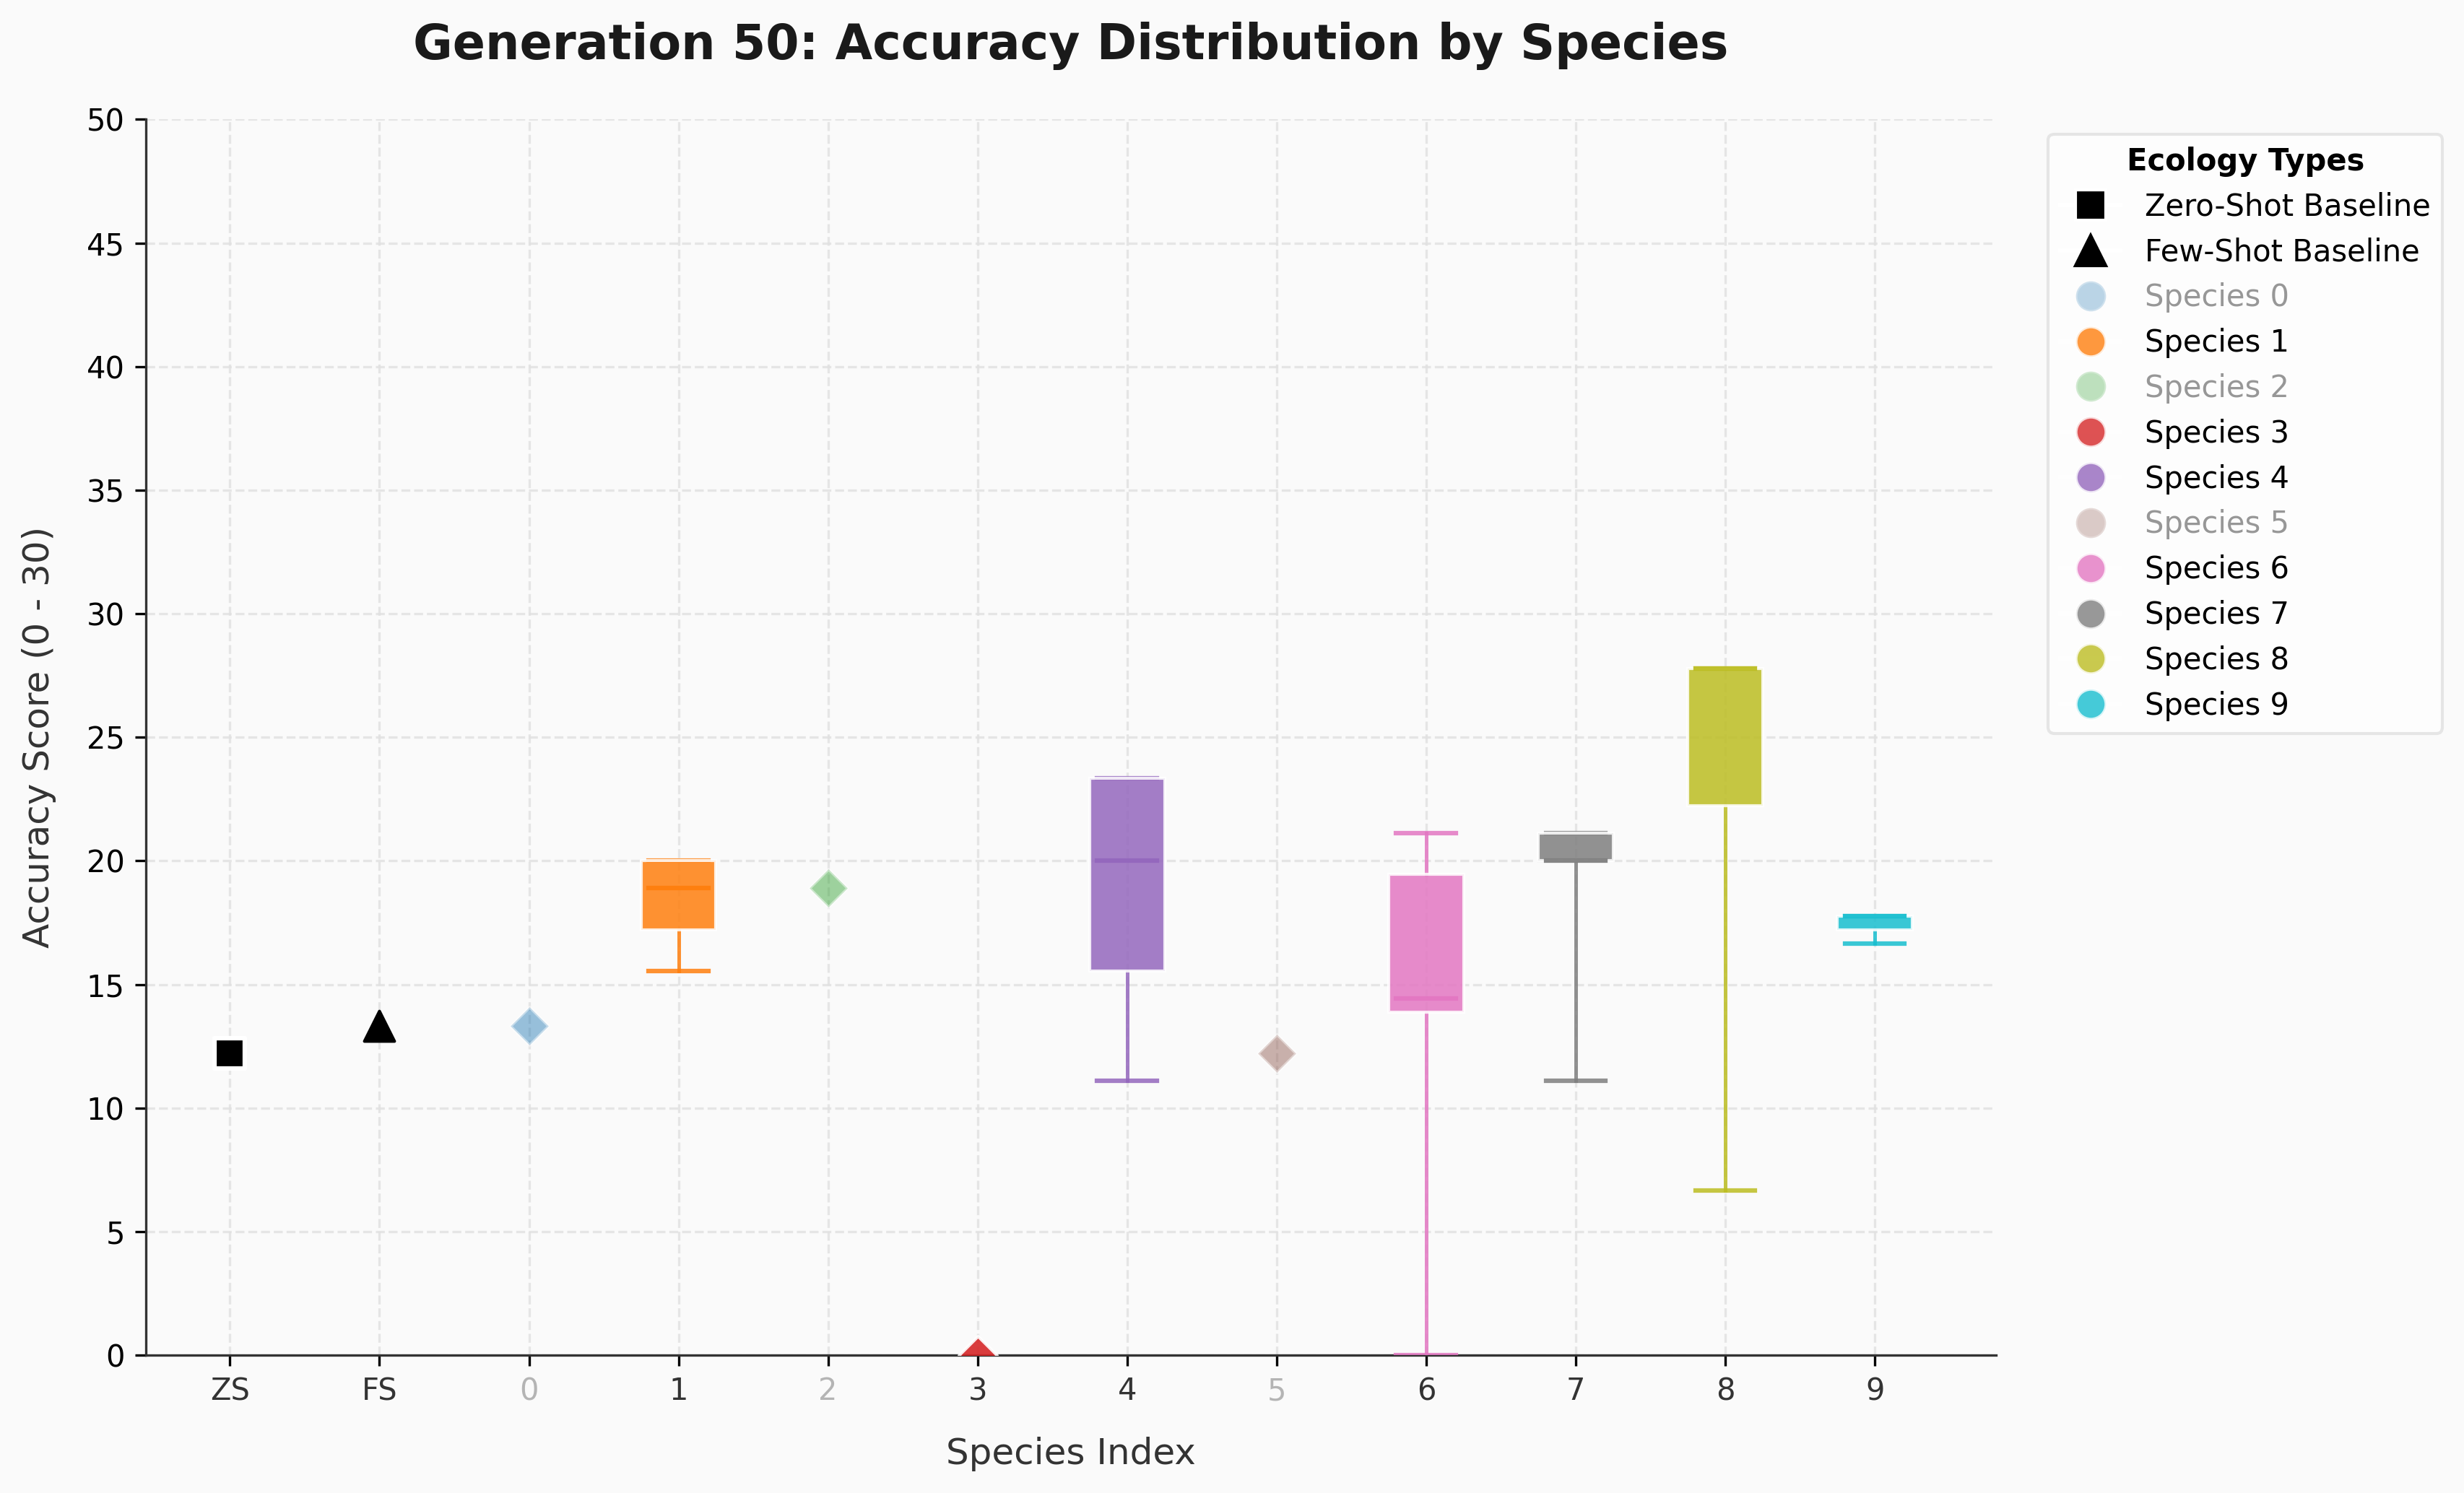 Generation 50: Accuracy Distribution by Species
50
45
40
35
30
25
20
15
10
5
0
Accuracy Score (0 - 30)
ZS FS 0 1 2 3 4 5 6 7 8 9
Species Index
Ecology Types
Zero-Shot Baseline
Few-Shot Baseline
Species 0
Species 1
Species 2
Species 3
Species 4
Species 5
Species 6
Species 7
Species 8
Species 9